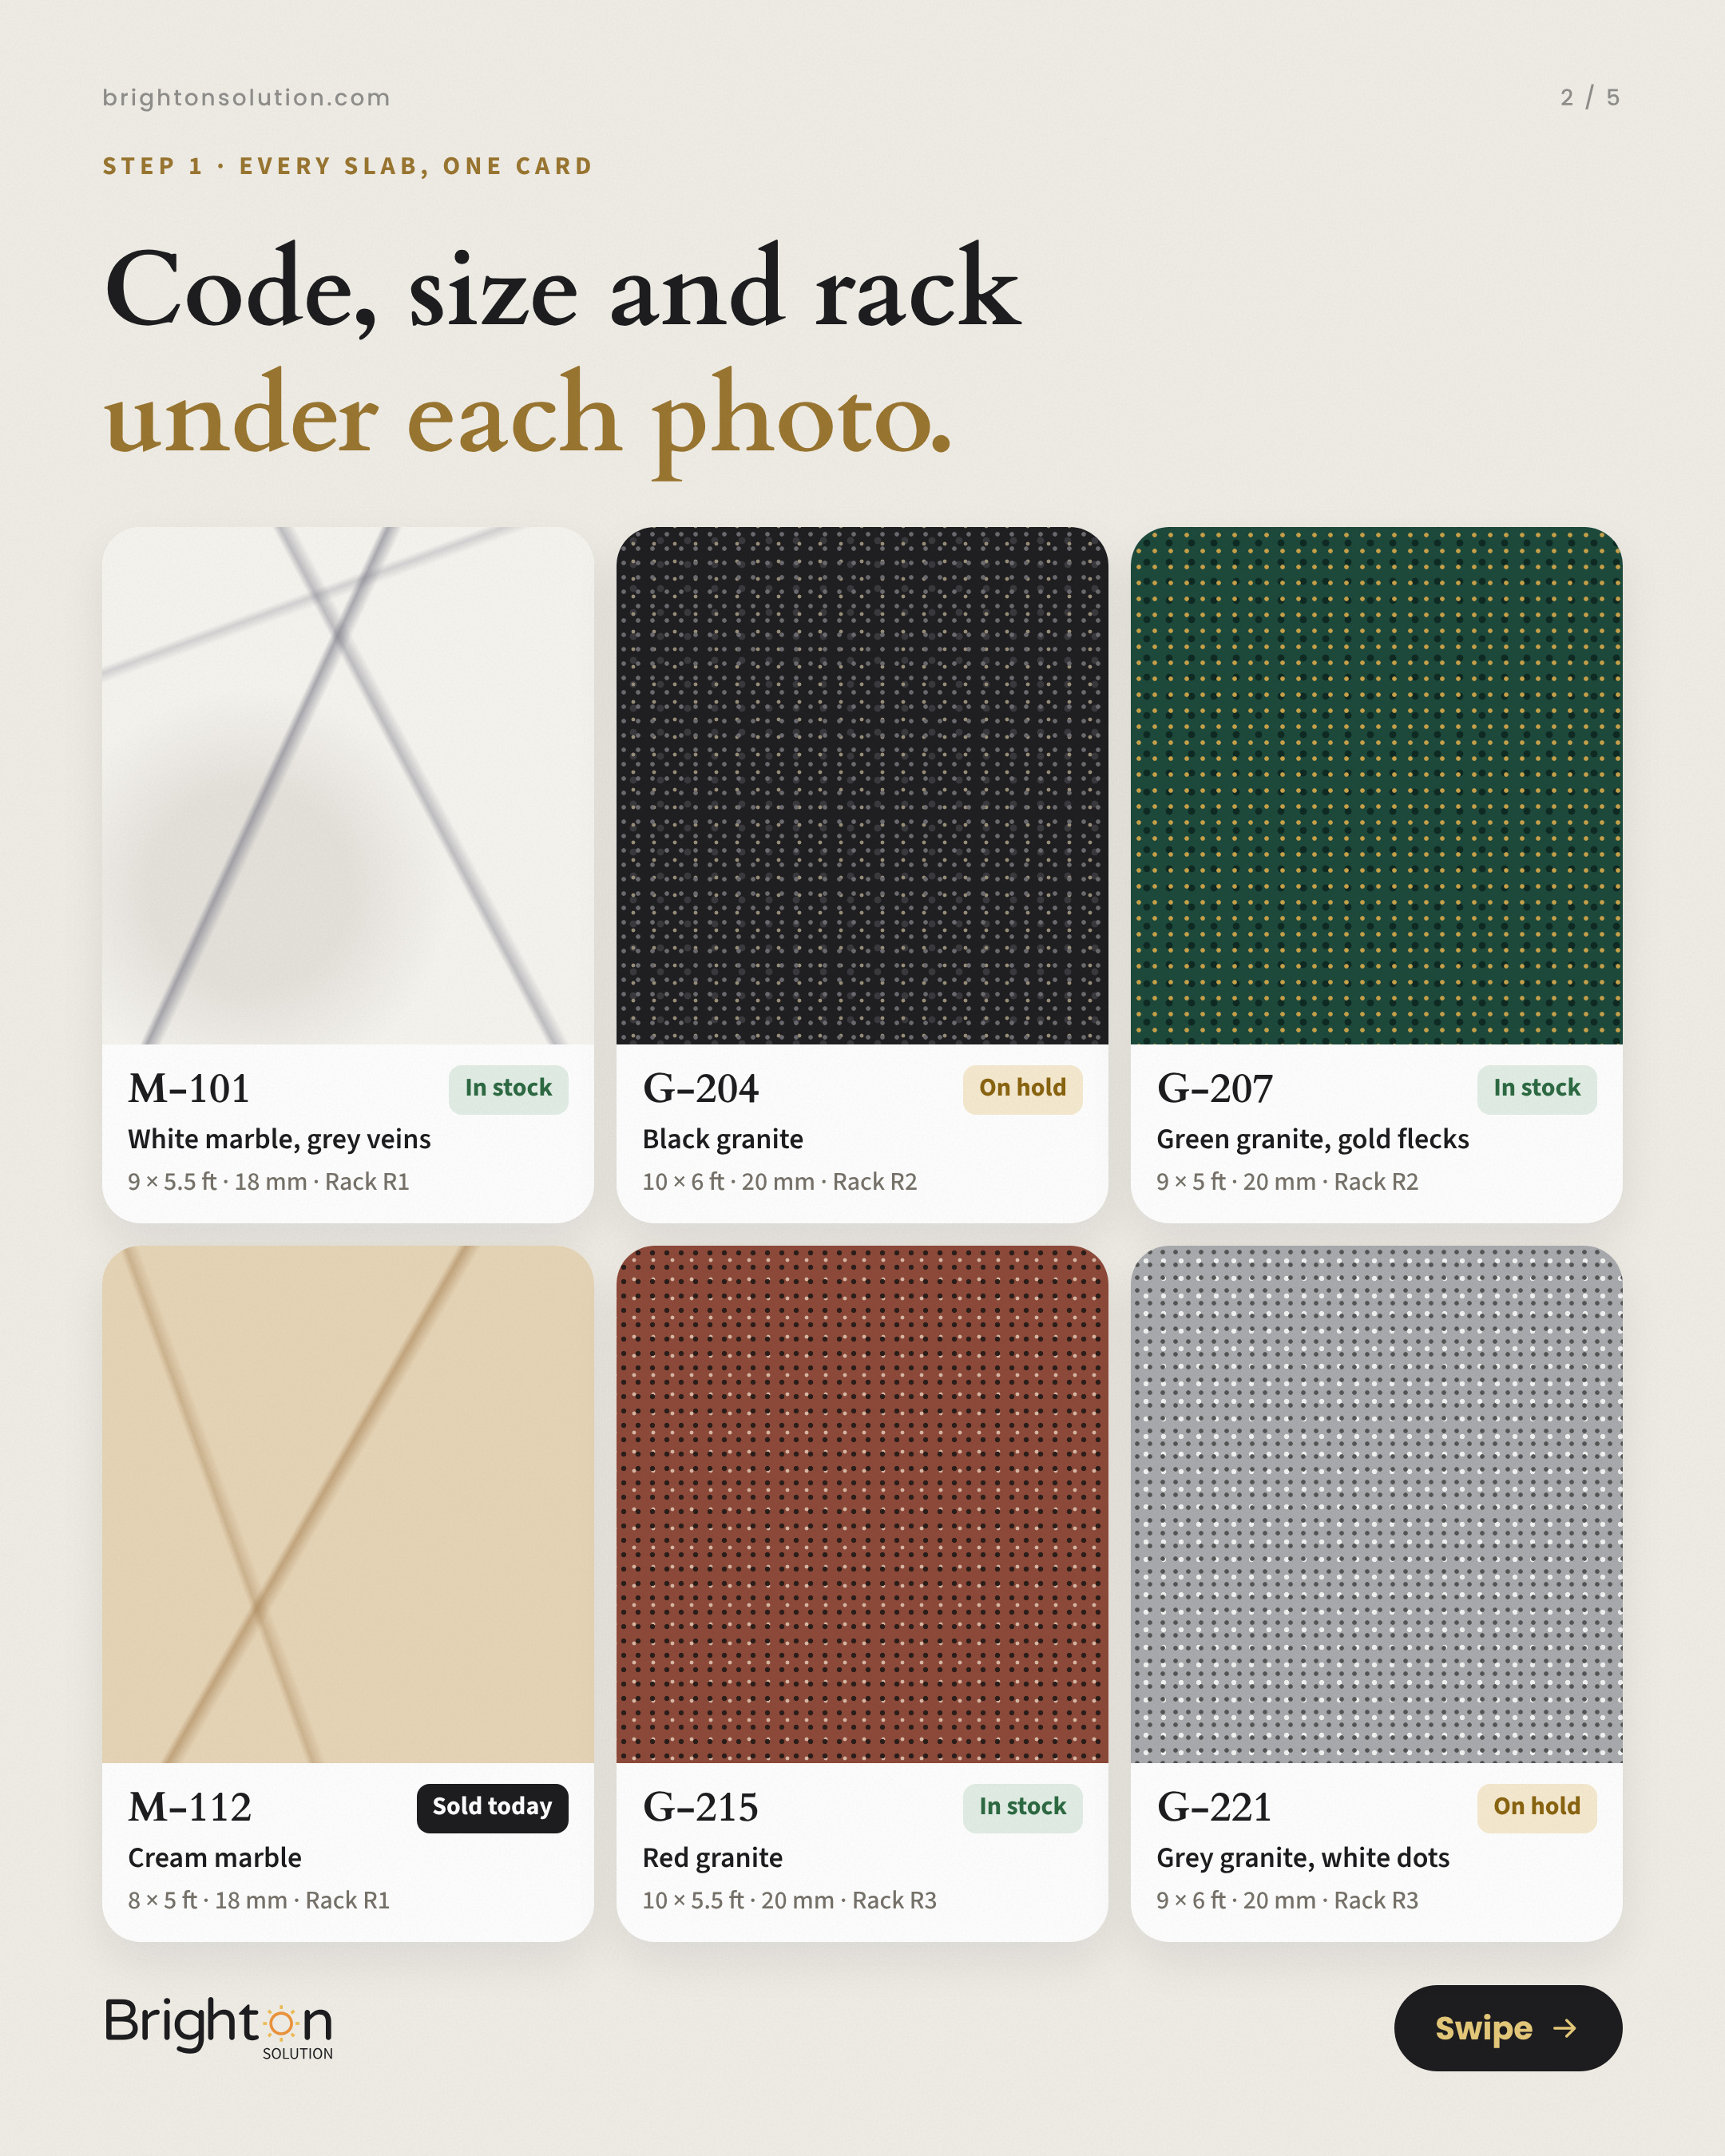 brightonsolution.com
2 / 5
STEP 1 · EVERY SLAB, ONE CARD
Code, size and rack
under each photo.
M-101
In stock
White marble, grey veins
9 × 5.5 ft · 18 mm · Rack R1
G-204
On hold
Black granite
10 × 6 ft · 20 mm · Rack R2
G-207
In stock
Green granite, gold flecks
9 × 5 ft · 20 mm · Rack R2
M-112
Sold today
Cream marble
8 × 5 ft · 18 mm · Rack R1
G-215
In stock
Red granite
10 × 5.5 ft · 20 mm · Rack R3
G-221
On hold
Grey granite, white dots
9 × 6 ft · 20 mm · Rack R3
Brighton
SOLUTION
Swipe →